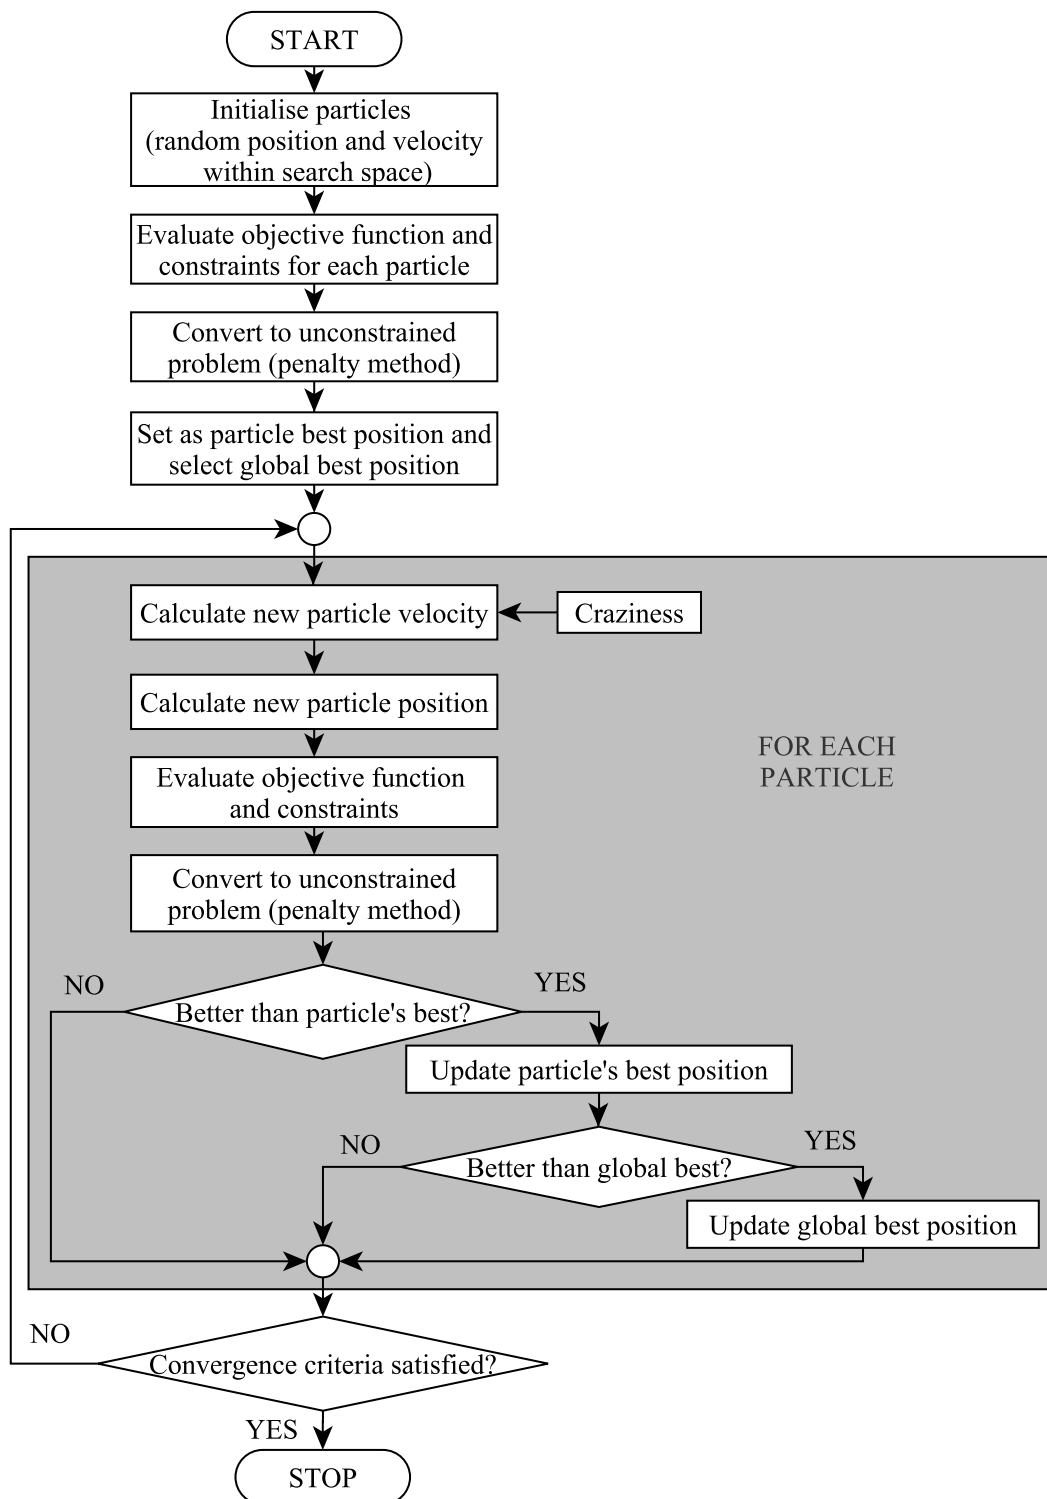 START
Initialise particles
(random position and velocity
within search space)
Evaluate objective function and
constraints for each particle
Convert to unconstrained
problem (penalty method)
Set as particle best position and
select global best position
Calculate new particle velocity
Craziness
Calculate new particle position
FOR EACH
PARTICLE
Evaluate objective function
and constraints
Convert to unconstrained
problem (penalty method)
NO
YES
Better than particle's best?
Update particle's best position
NO
YES
Better than global best?
Update global best position
NO
Convergence criteria satisfied?
YES
STOP